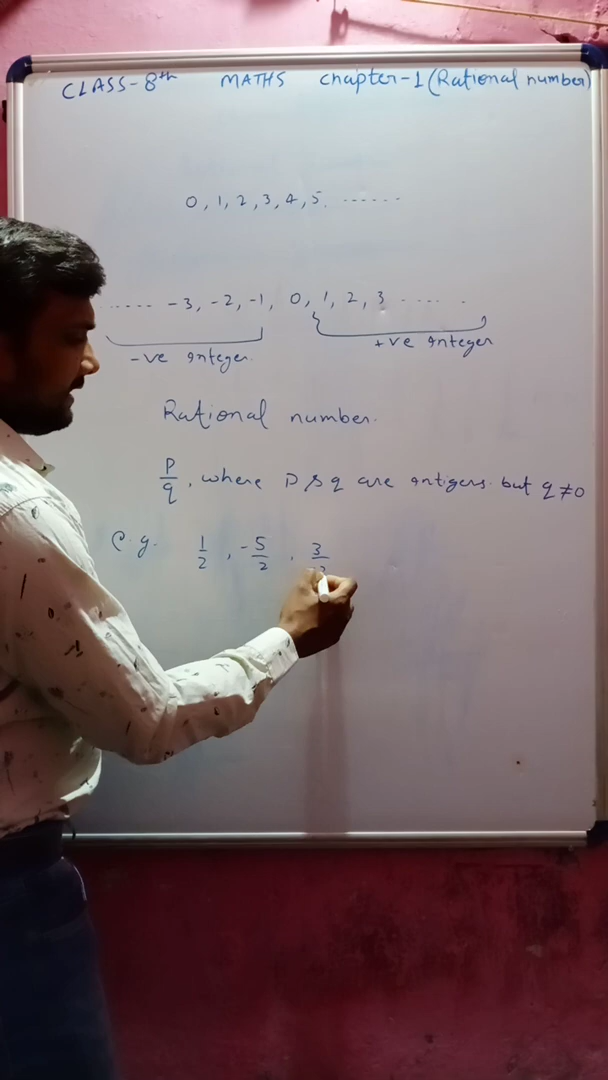 CLASS-8th MATHS Chapter-1 (Rational number)
0, 1, 2, 3, 4, 5, ......
..... -3, -2, -1, 0, 1, 2, 3 .....
-ve integer. +ve integer
Rational number.
p/q, where p & q are intigers. but q ≠ 0
e.g. 1/2, -5/2, 3/